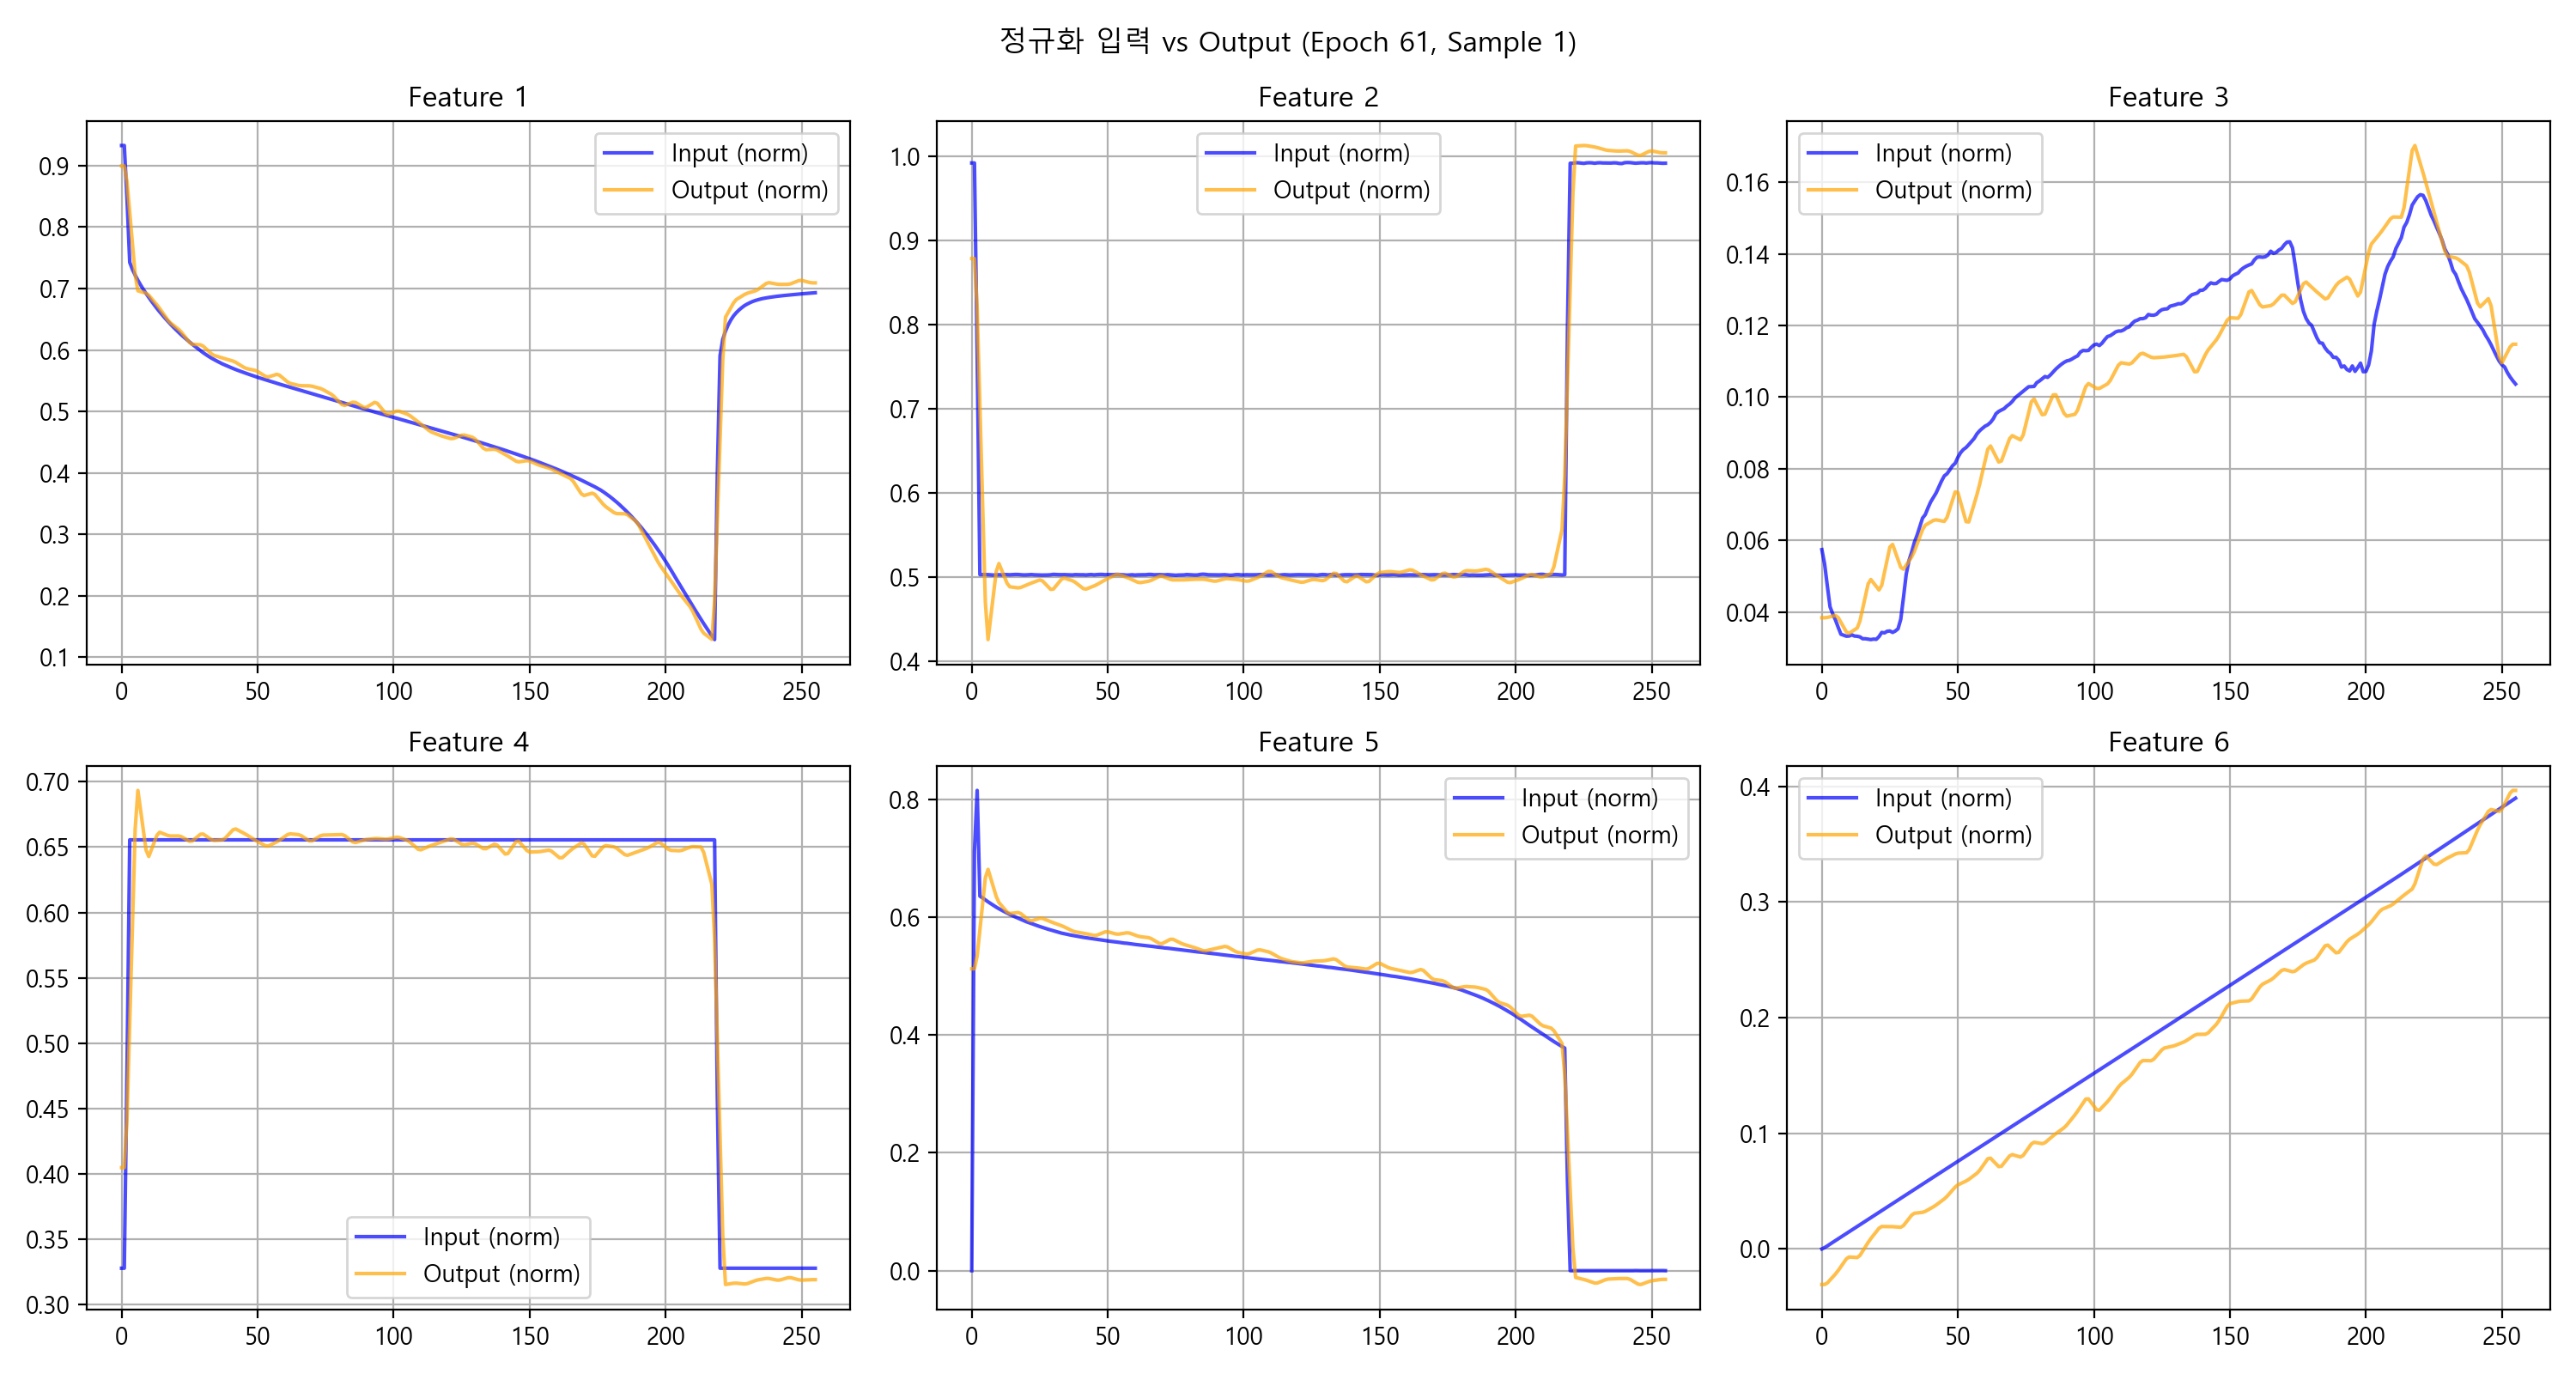 정규화 입력 vs Output (Epoch 61, Sample 1)
Feature 1
Input (norm)
Output (norm)
0.9
0.8
0.7
0.6
0.5
0.4
0.3
0.2
0.1
0 50 100 150 200 250
Feature 2
Input (norm)
Output (norm)
1.0
0.9
0.8
0.7
0.6
0.5
0.4
0 50 100 150 200 250
Feature 3
Input (norm)
Output (norm)
0.16
0.14
0.12
0.10
0.08
0.06
0.04
0 50 100 150 200 250
Feature 4
0.70
0.65
0.60
0.55
0.50
0.45
0.40
0.35
0.30
Input (norm)
Output (norm)
0 50 100 150 200 250
Feature 5
Input (norm)
Output (norm)
0.8
0.6
0.4
0.2
0.0
0 50 100 150 200 250
Feature 6
Input (norm)
Output (norm)
0.4
0.3
0.2
0.1
0.0
0 50 100 150 200 250